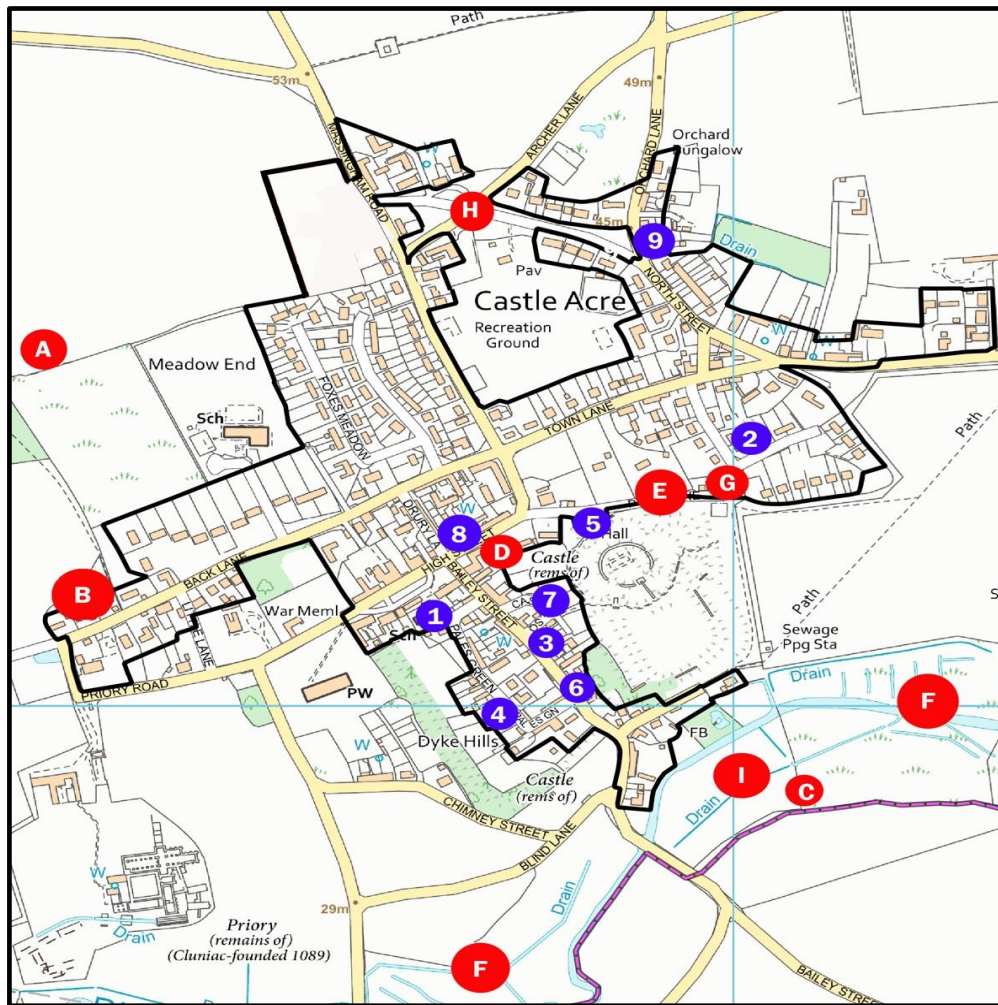 Path
53m
49m
MASSINGHAM ROAD
W
ARCHER LANE
ORCHARD LANE
Orchard
Bungalow
H
45m
9
Drain
Pav
NORTH STREET
Castle Acre
Recreation
Ground
W
W
A
Meadow End
FOXES MEADOW
Sch
TOWN LANE
2
Path
E
G
W
5
Hall
8
D
Castle
(rems of)
DRURY LA
HIGH BAILEY STREET
BACK LANE
B
War Meml
1
Sch
7
3
W
PALES GREEN
Path
Sewage
Ppg Sta
S
PRIORY ROAD
PW
6
4
PALES GN
F
Drain
FB
W
Dyke Hills
Castle
(rems of)
I
C
Drain
CHIMNEY STREET
BLIND LANE
W
29m
Drain
Priory
(remains of)
(Cluniac-founded 1089)
Drain
F
BAILEY STREET